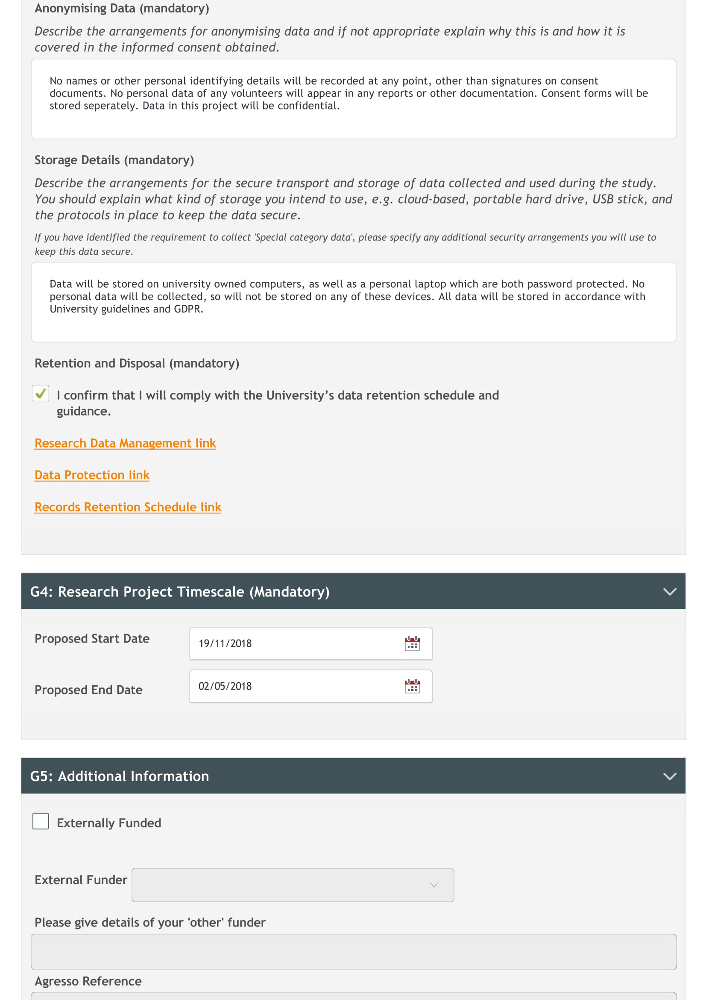 Anonymising Data (mandatory)
Describe the arrangements for anonymising data and if not appropriate explain why this is and how it is
covered in the informed consent obtained.
No names or other personal identifying details will be recorded at any point, other than signatures on consent
documents. No personal data of any volunteers will appear in any reports or other documentation. Consent forms will be
stored seperately. Data in this project will be confidential.
Storage Details (mandatory)
Describe the arrangements for the secure transport and storage of data collected and used during the study.
You should explain what kind of storage you intend to use, e.g. cloud-based, portable hard drive, USB stick, and
the protocols in place to keep the data secure.
If you have identified the requirement to collect 'Special category data', please specify any additional security arrangements you will use to
keep this data secure.
Data will be stored on university owned computers, as well as a personal laptop which are both password protected. No
personal data will be collected, so will not be stored on any of these devices. All data will be stored in accordance with
University guidelines and GDPR.
Retention and Disposal (mandatory)
I confirm that I will comply with the University’s data retention schedule and
guidance.
Research Data Management link
Data Protection link
Records Retention Schedule link
G4: Research Project Timescale (Mandatory)
Proposed Start Date 19/11/2018
Proposed End Date 02/05/2018
G5: Additional Information
Externally Funded
External Funder
Please give details of your 'other' funder
Agresso Reference